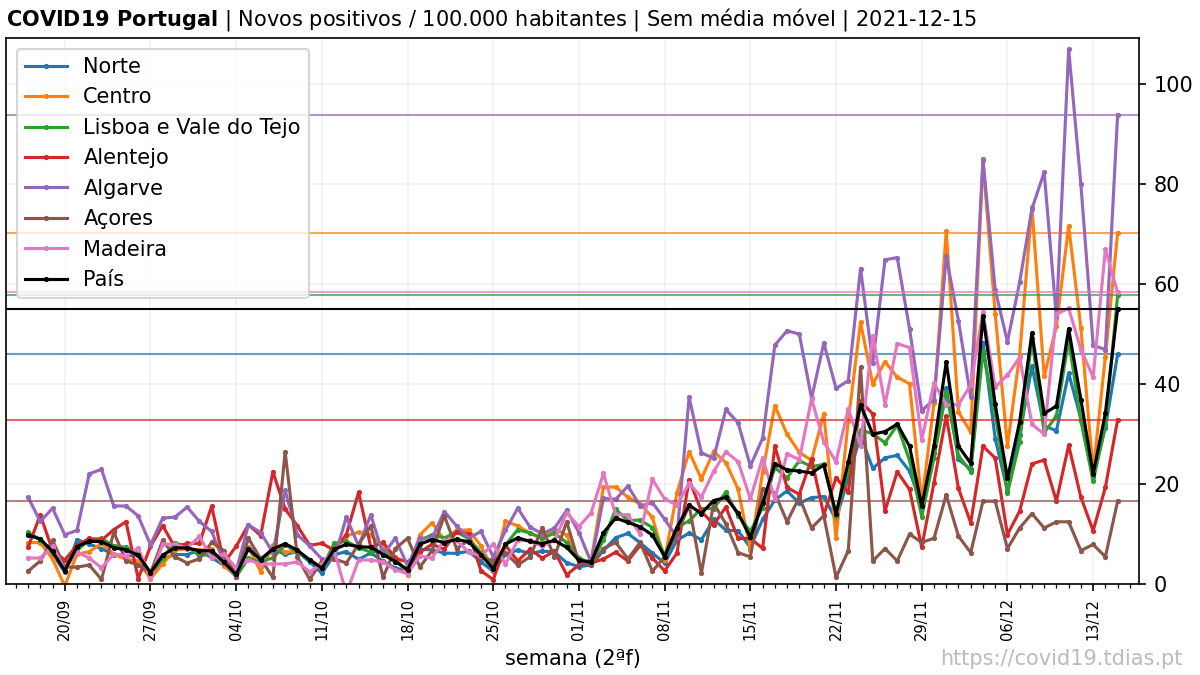 COVID19 Portugal | Novos positivos / 100.000 habitantes | Sem média móvel | 2021-12-15
Norte
Centro
Lisboa e Vale do Tejo
Alentejo
Algarve
Açores
Madeira
País
100
80
60
40
20
0
20/09
27/09
04/10
11/10
18/10
25/10
01/11
08/11
15/11
22/11
29/11
06/12
13/12
semana (2ªf)
https://covid19.tdias.pt